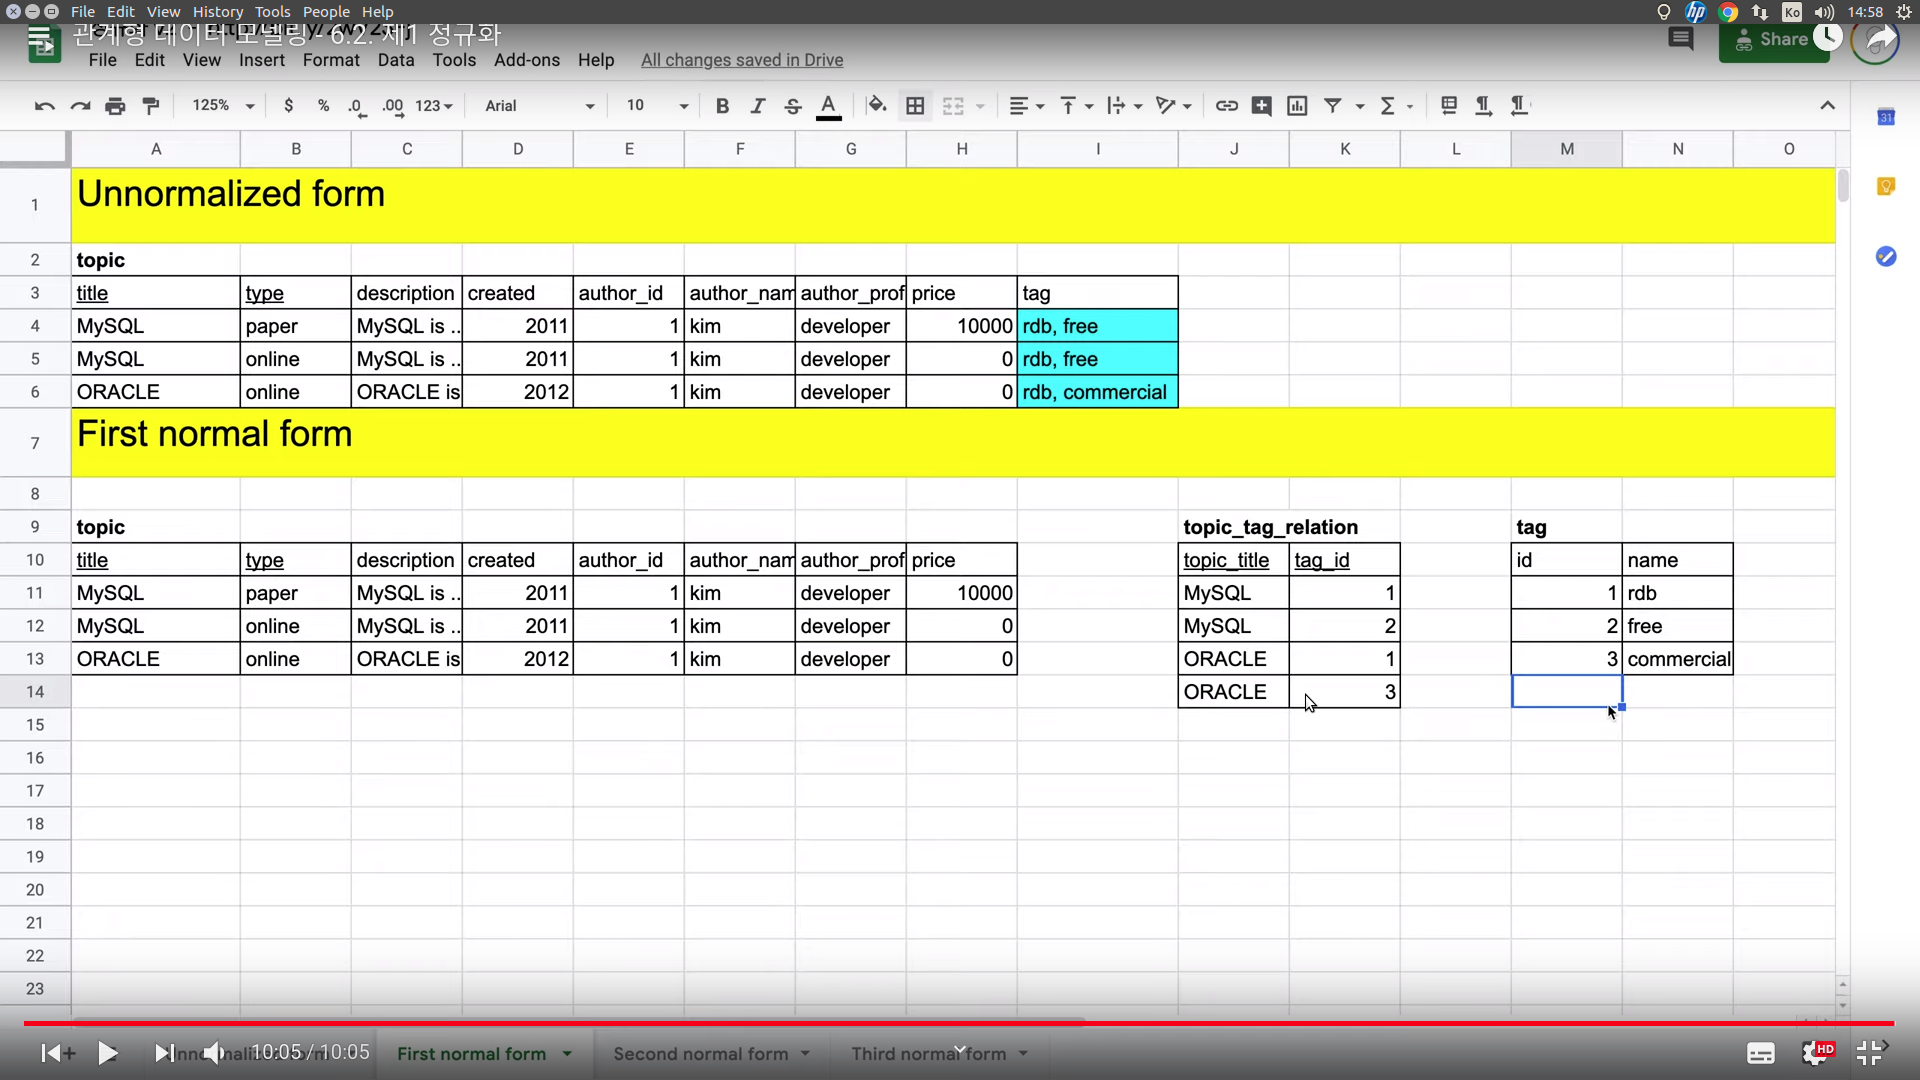 File Edit View History Tools People Help
Ko 14:58
관계형 데이터 모델링 - 6.2. 제1 정규화
File Edit View Insert Format Data Tools Add-ons Help All changes saved in Drive
Share
125% $ % .0 .00 123 Arial 10 B I S A
31
A B C D E F G H I J K L M N O
1 Unnormalized form
2 topic
3 title type description created author_id author_nam author_prof price tag
4 MySQL paper MySQL is .. 2011 1 kim developer 10000 rdb, free
5 MySQL online MySQL is .. 2011 1 kim developer 0 rdb, free
6 ORACLE online ORACLE is 2012 1 kim developer 0 rdb, commercial
7 First normal form
8
9 topic topic_tag_relation tag
10 title type description created author_id author_nam author_prof price topic_title tag_id id name
11 MySQL paper MySQL is .. 2011 1 kim developer 10000 MySQL 1 1 rdb
12 MySQL online MySQL is .. 2011 1 kim developer 0 MySQL 2 2 free
13 ORACLE online ORACLE is 2012 1 kim developer 0 ORACLE 1 3 commercial
14 ORACLE 3
15
16
17
18
19
20
21
22
23
10:05 / 10:05 First normal form Second normal form Third normal form
HD